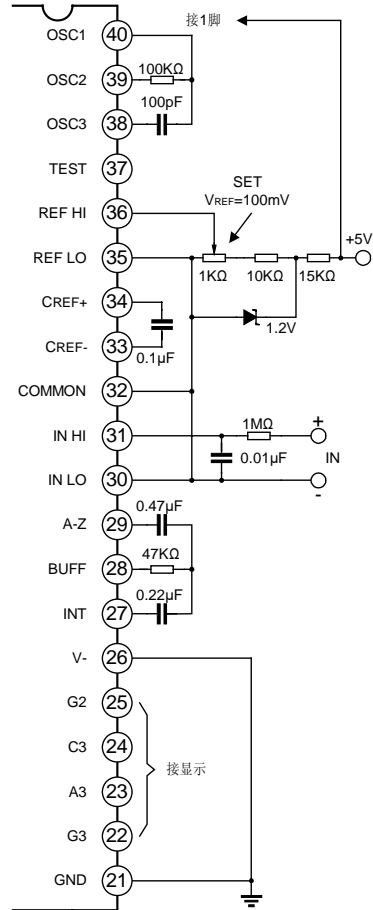 接1脚
OSC1 40
OSC2 39 100KΩ
100pF
OSC3 38
TEST 37
SET
VREF=100mV
REF HI 36
+5V
REF LO 35
1KΩ 10KΩ 15KΩ
CREF+ 34
1.2V
CREF- 33
0.1µF
COMMON 32
1MΩ +
IN HI 31
0.01µF IN
IN LO 30
-
0.47µF
A-Z 29
47KΩ
BUFF 28
0.22µF
INT 27
V- 26
G2 25
C3 24
接显示
A3 23
G3 22
GND 21